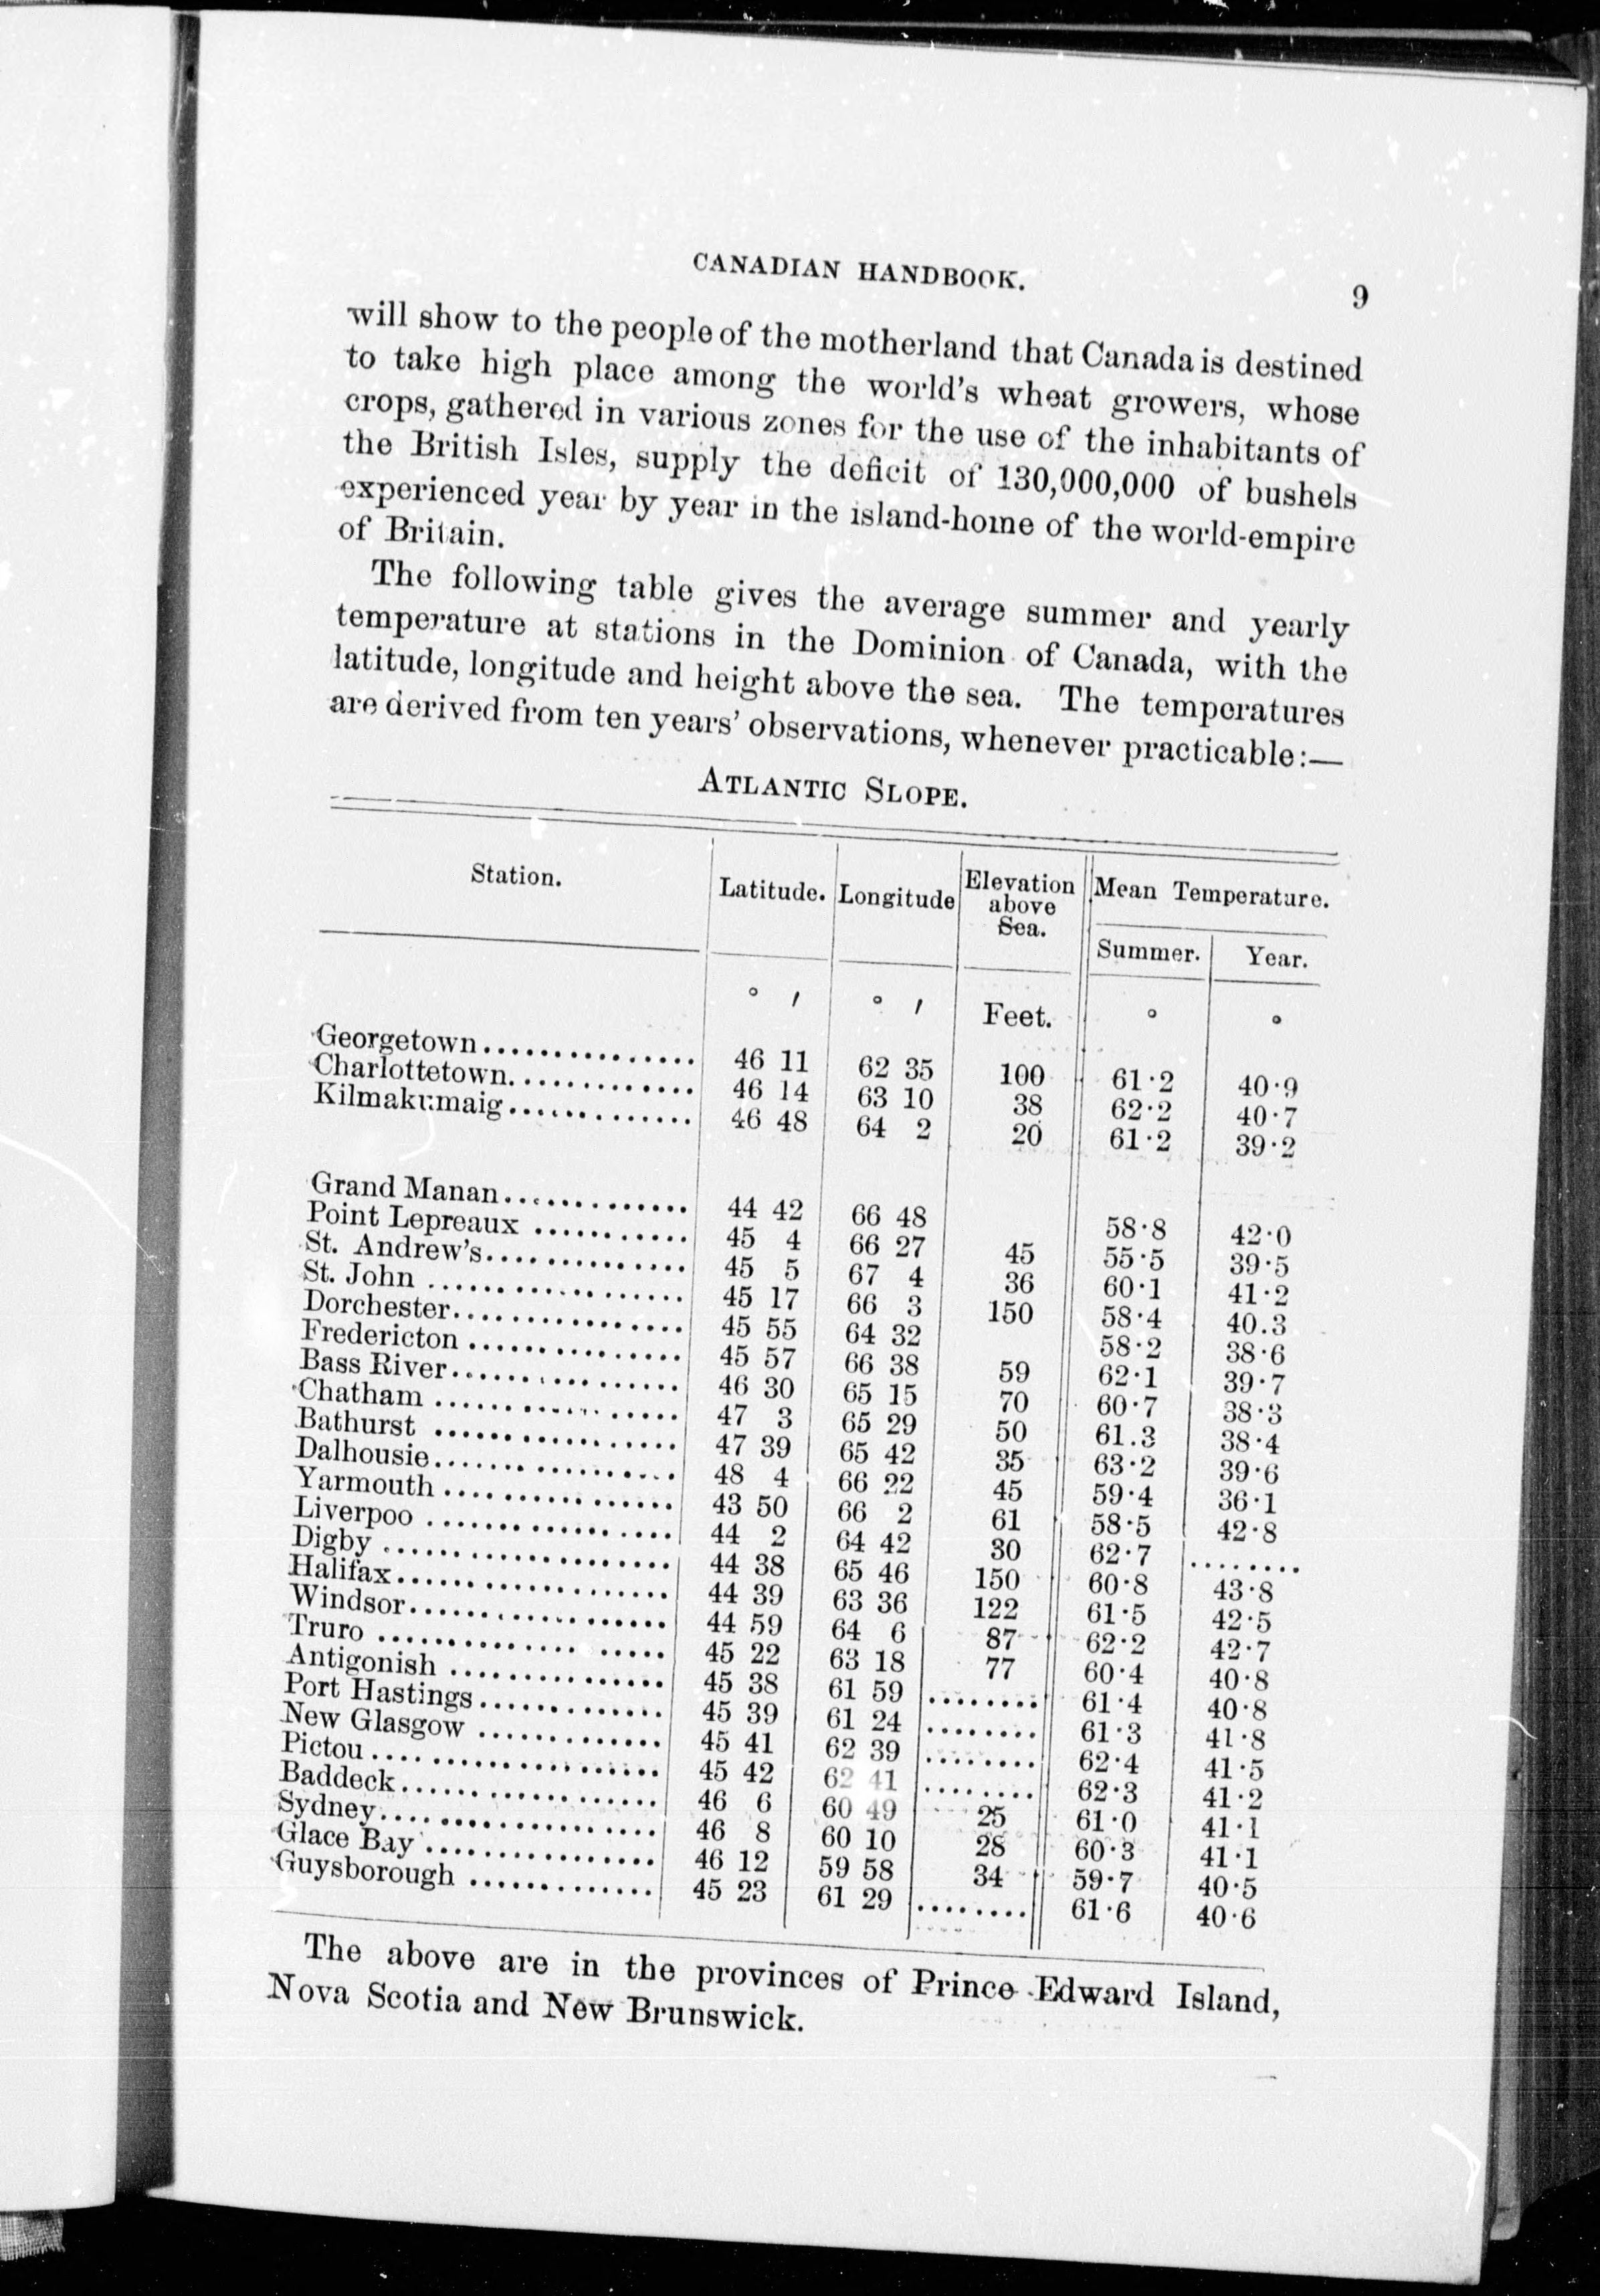 CANADIAN HANDBOOK. 9
will show to the people of the motherland that Canada is destined
to take high place among the world's wheat growers, whose
crops, gathered in various zones for the use of the inhabitants of
the British Isles, supply the deficit of 130,000,000 of bushels
experienced year by year in the island-home of the world-empire
of Britain.
The following table gives the average summer and yearly
temperature at stations in the Dominion of Canada, with the
latitude, longitude and height above the sea. The temperatures
are derived from ten years' observations, whenever practicable:—
ATLANTIC SLOPE.
Station. Latitude. Longitude Elevation above Sea. Mean Temperature.
Summer. Year.
° ′ ° ′ Feet. ° °
Georgetown............... 46 11 62 35 100 61·2 40·9
Charlottetown............. 46 14 63 10 38 62·2 40·7
Kilmakumaig............. 46 48 64 2 20 61·2 39·2
Grand Manan............. 44 42 66 48 58·8 42·0
Point Lepreaux ........... 45 4 66 27 45 55·5 39·5
St. Andrew's.............. 45 5 67 4 36 60·1 41·2
St. John .................. 45 17 66 3 150 58·4 40.3
Dorchester................ 45 55 64 32 58·2 38·6
Fredericton ............... 45 57 66 38 59 62·1 39·7
Bass River................ 46 30 65 15 70 60·7 38·3
Chatham ................. 47 3 65 29 50 61.3 38·4
Bathurst ................. 47 39 65 42 35 63·2 39·6
Dalhousie................. 48 4 66 22 45 59·4 36·1
Yarmouth ................ 43 50 66 2 61 58·5 42·8
Liverpoo ................. 44 2 64 42 30 62·7 ........
Digby .................... 44 38 65 46 150 60·8 43·8
Halifax................... 44 39 63 36 122 61·5 42·5
Windsor.................. 44 59 64 6 87 62·2 42·7
Truro .................... 45 22 63 18 77 60·4 40·8
Antigonish ............... 45 38 61 59 ........ 61·4 40·8
Port Hastings............. 45 39 61 24 ........ 61·3 41·8
New Glasgow ............. 45 41 62 39 ........ 62·4 41·5
Pictou .................... 45 42 62 41 ........ 62·3 41·2
Baddeck.................. 46 6 60 49 25 61·0 41·1
Sydney................... 46 8 60 10 28 60·3 41·1
Glace Bay ................ 46 12 59 58 34 59·7 40·5
Guysborough ............. 45 23 61 29 ........ 61·6 40·6
The above are in the provinces of Prince Edward Island,
Nova Scotia and New Brunswick.